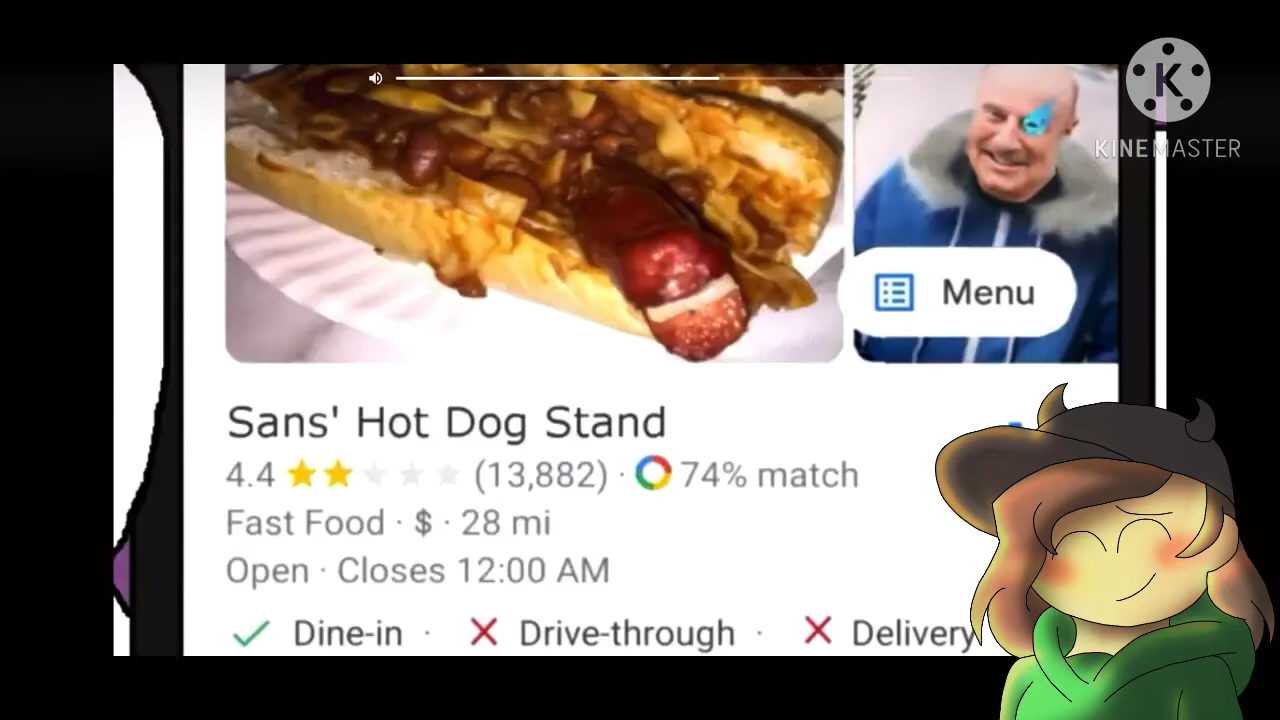 K
KINEMASTER
Menu
Sans' Hot Dog Stand
4.4 (13,882) · 74% match
Fast Food · $ · 28 mi
Open · Closes 12:00 AM
Dine-in · Drive-through · Delivery